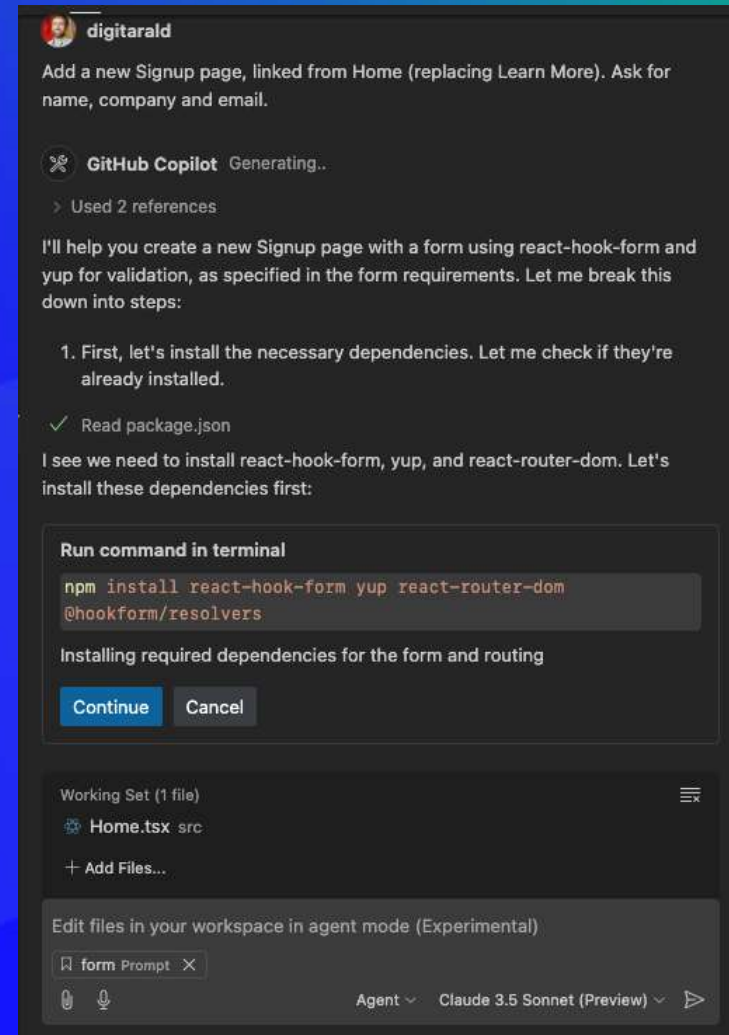 digitarald
Add a new Signup page, linked from Home (replacing Learn More). Ask for
name, company and email.
GitHub Copilot Generating..
> Used 2 references
I'll help you create a new Signup page with a form using react-hook-form and
yup for validation, as specified in the form requirements. Let me break this
down into steps:
1. First, let's install the necessary dependencies. Let me check if they're
already installed.
✓ Read package.json
I see we need to install react-hook-form, yup, and react-router-dom. Let's
install these dependencies first:
Run command in terminal
npm install react-hook-form yup react-router-dom
@hookform/resolvers
Installing required dependencies for the form and routing
Continue Cancel
Working Set (1 file)
Home.tsx src
+ Add Files...
Edit files in your workspace in agent mode (Experimental)
form Prompt ×
Agent Claude 3.5 Sonnet (Preview)